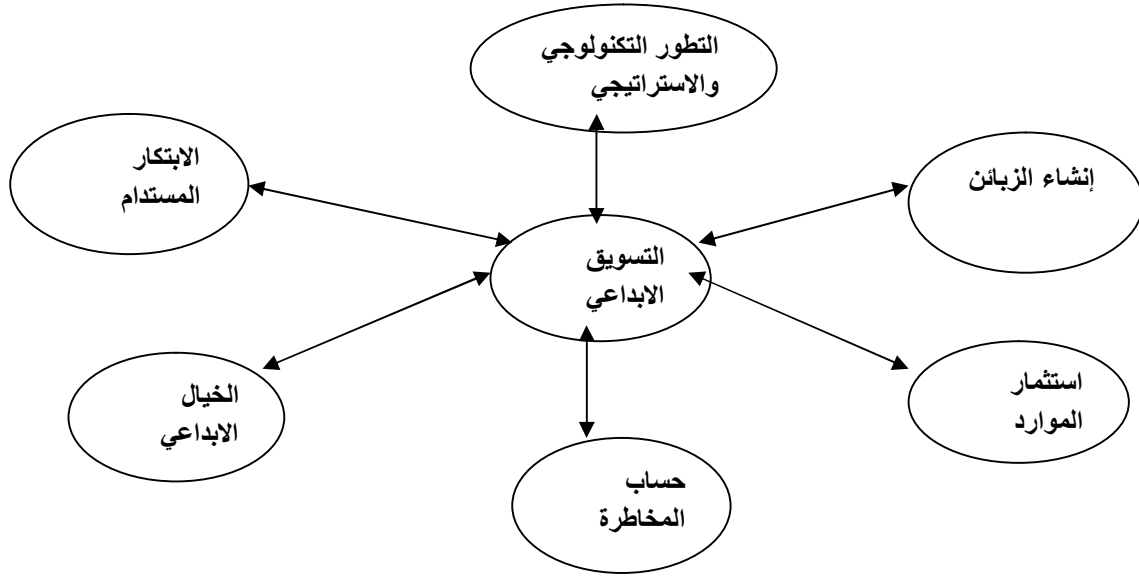 التطور التكنولوجي
والاستراتيجي
إنشاء الزبائن
الابتكار
المستدام
التسويق
الابداعي
استثمار
الموارد
الخيال
الابداعي
حساب
المخاطرة